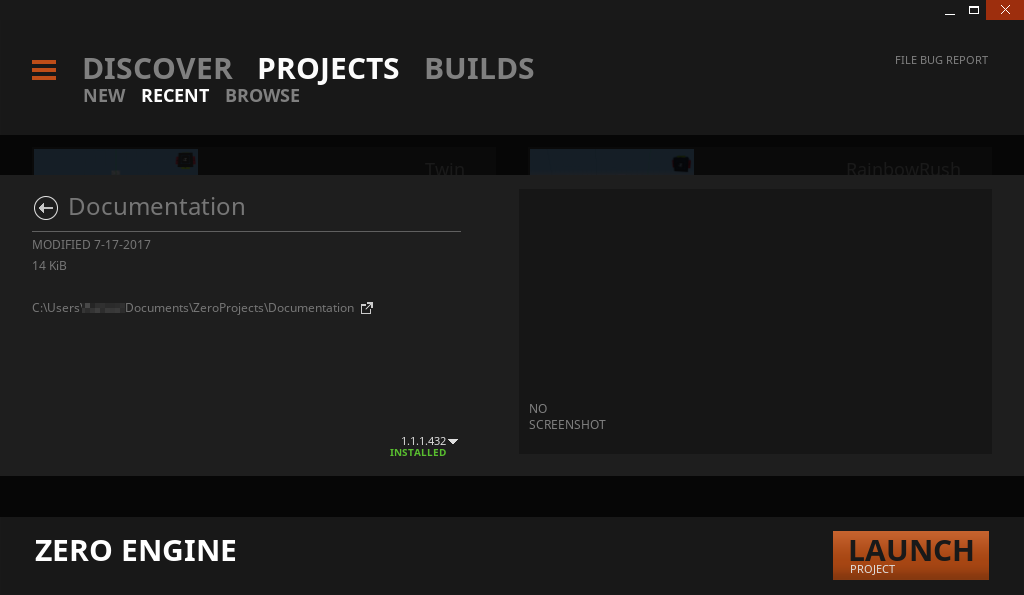 DISCOVER PROJECTS BUILDS
FILE BUG REPORT
NEW RECENT BROWSE
Twin
RainbowRush
Documentation
MODIFIED 7-17-2017
14 KiB
C:\Users\ Documents\ZeroProjects\Documentation
NO
SCREENSHOT
1.1.1.432
INSTALLED
ZERO ENGINE
LAUNCH
PROJECT